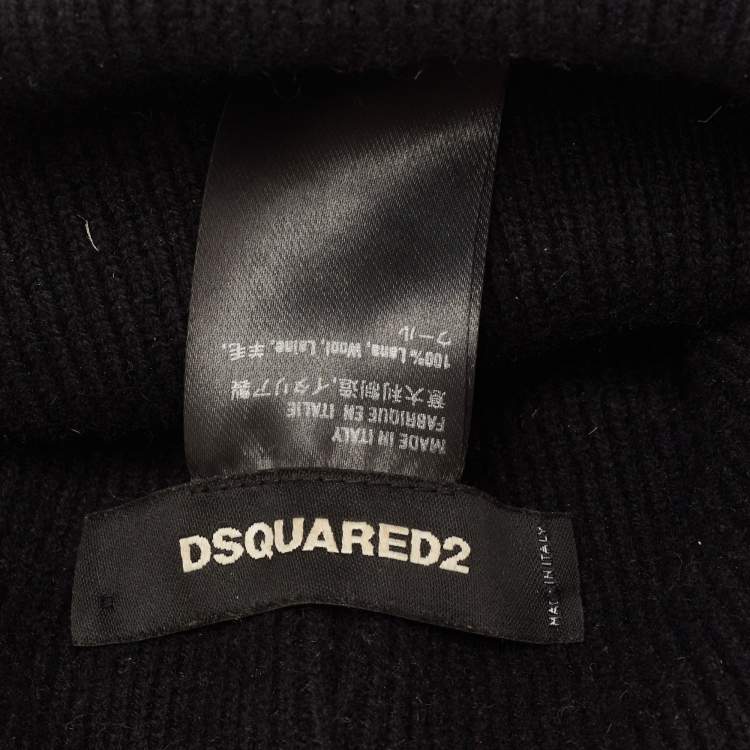 MADE IN ITALY
FABRIQUE EN ITALIE
意大利制造,イタリア製
100% Lana, Wool, Laine, 羊毛,
ウール
DSQUARED2
MADE IN ITALY